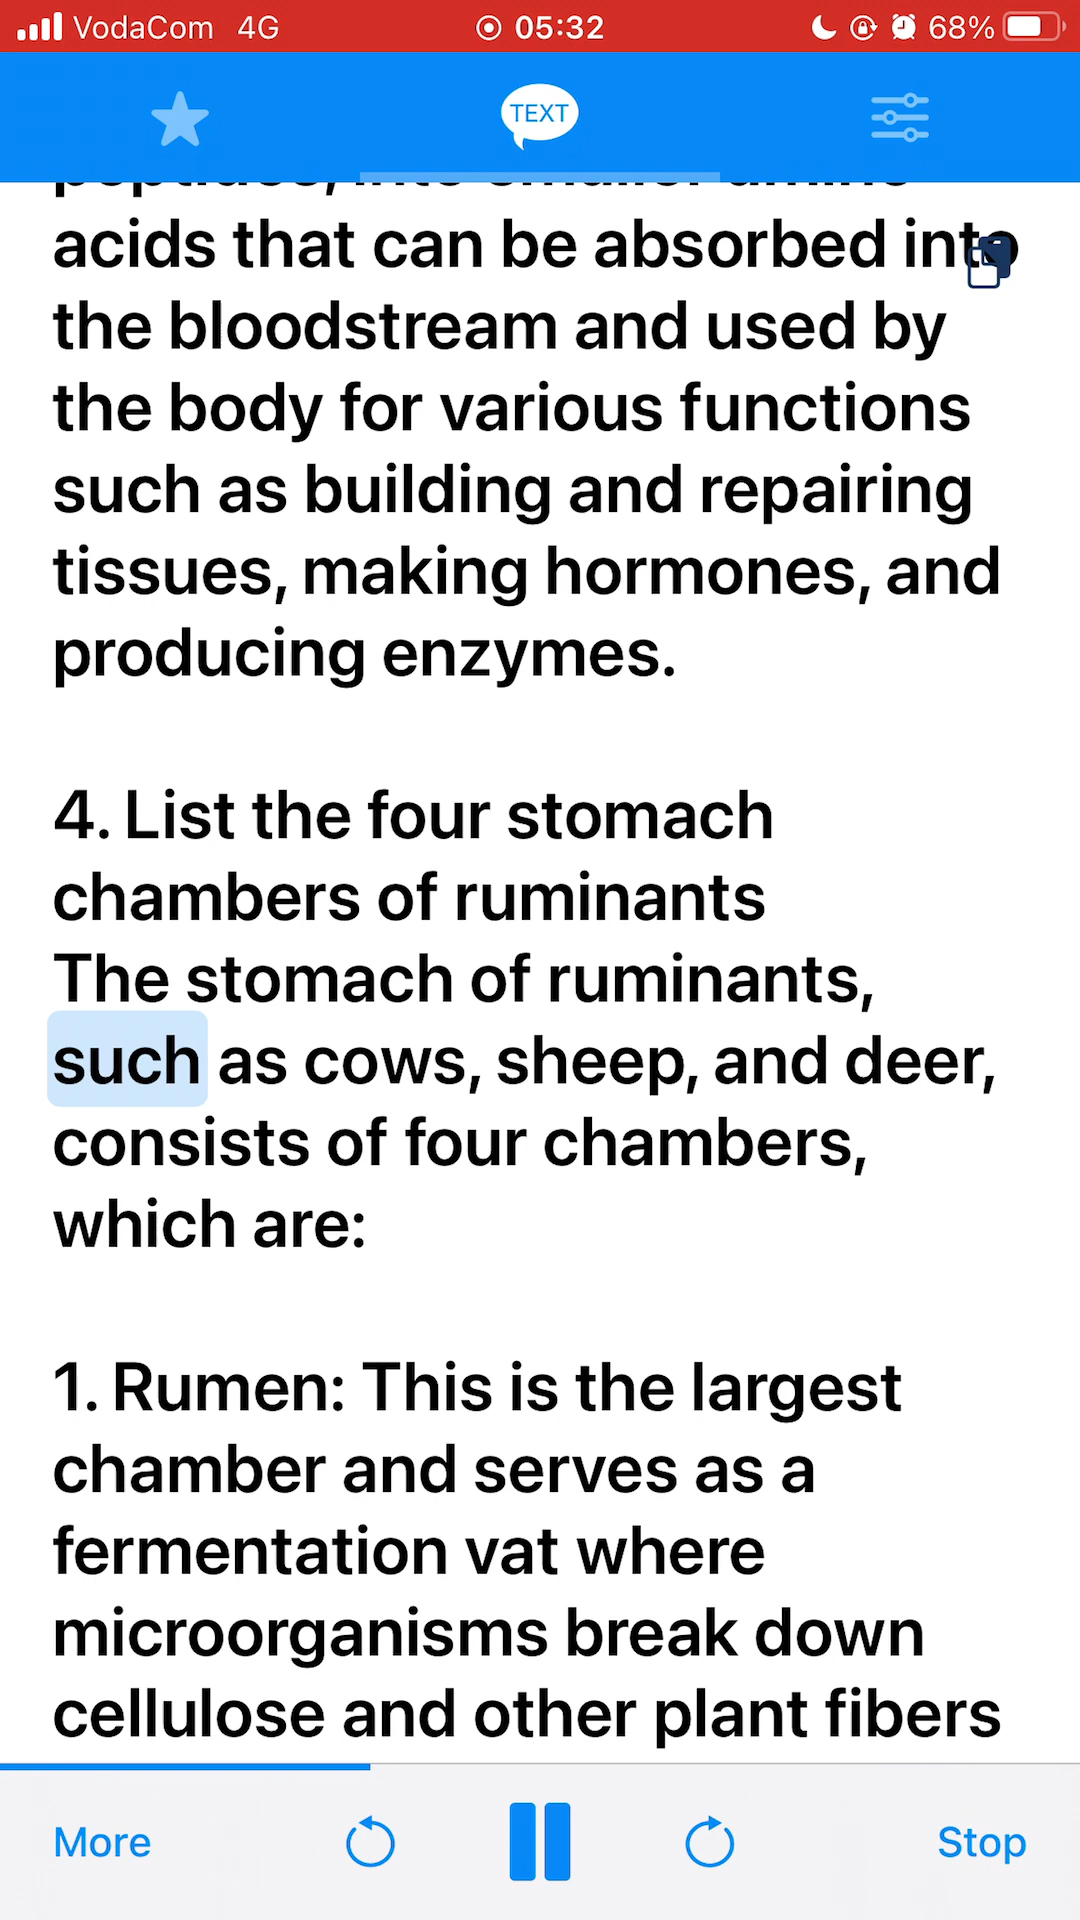 VodaCom 4G 05:32 68%
TEXT
acids that can be absorbed into
the bloodstream and used by
the body for various functions
such as building and repairing
tissues, making hormones, and
producing enzymes.
4. List the four stomach
chambers of ruminants
The stomach of ruminants,
such as cows, sheep, and deer,
consists of four chambers,
which are:
1. Rumen: This is the largest
chamber and serves as a
fermentation vat where
microorganisms break down
cellulose and other plant fibers
More Stop